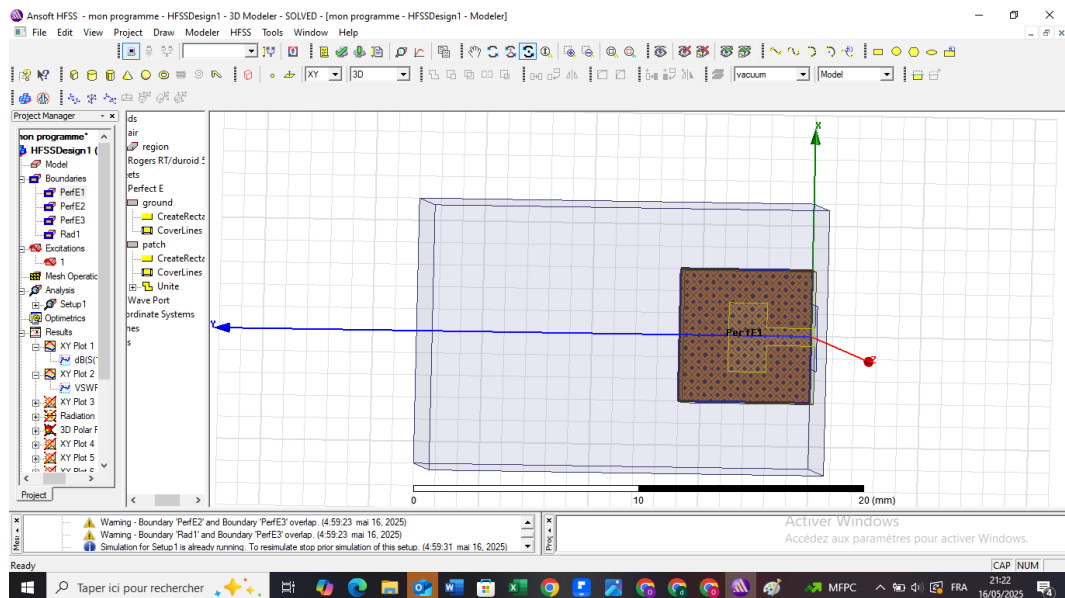 Ansoft HFSS - mon programme - HFSSDesign1 - 3D Modeler - SOLVED - [mon programme - HFSSDesign1 - Modeler]
File Edit View Project Draw Modeler HFSS Tools Window Help
XY 3D vacuum Model
Project Manager
mon programme*
HFSSDesign1 (
Model
Boundaries
PerfE1
PerfE2
PerfE3
Rad1
Excitations
1
Mesh Operatic
Analysis
Setup1
Optimetrics
Results
XY Plot 1
dB(S(
XY Plot 2
VSWF
XY Plot 3
Radiation
3D Polar F
XY Plot 4
XY Plot 5
XY Plot 6
Project
ds
air
region
Rogers RT/duroid 5
ets
Perfect E
ground
CreateRecta
CoverLines
patch
CreateRecta
CoverLines
Unite
Wave Port
ordinate Systems
nes
s
X
Y
PerfE1
Z
0 10 20 (mm)
Warning - Boundary 'PerfE2' and Boundary 'PerfE3' overlap. (4:59:23 mai 16, 2025)
Warning - Boundary 'Rad1' and Boundary 'PerfE3' overlap. (4:59:23 mai 16, 2025)
Simulation for Setup1 is already running. To resimulate stop prior simulation of this setup. (4:59:31 mai 16, 2025)
Activer Windows
Accédez aux paramètres pour activer Windows.
Ready
CAP NUM
Taper ici pour rechercher
MFPC
FRA
21:22
16/05/2025